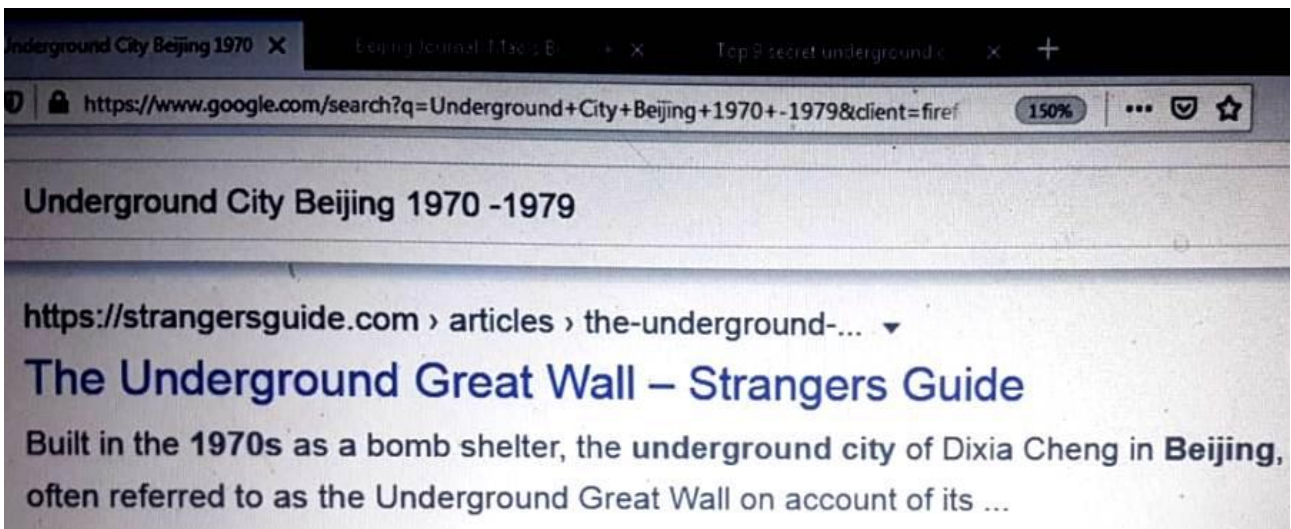 Underground City Beijing 1970 Top 9 secret underground c
https://www.google.com/search?q=Underground+City+Beijing+1970+-1979&client=firef 150%
Underground City Beijing 1970 -1979
https://strangersguide.com › articles › the-underground-...
The Underground Great Wall – Strangers Guide
Built in the 1970s as a bomb shelter, the underground city of Dixia Cheng in Beijing,
often referred to as the Underground Great Wall on account of its ...